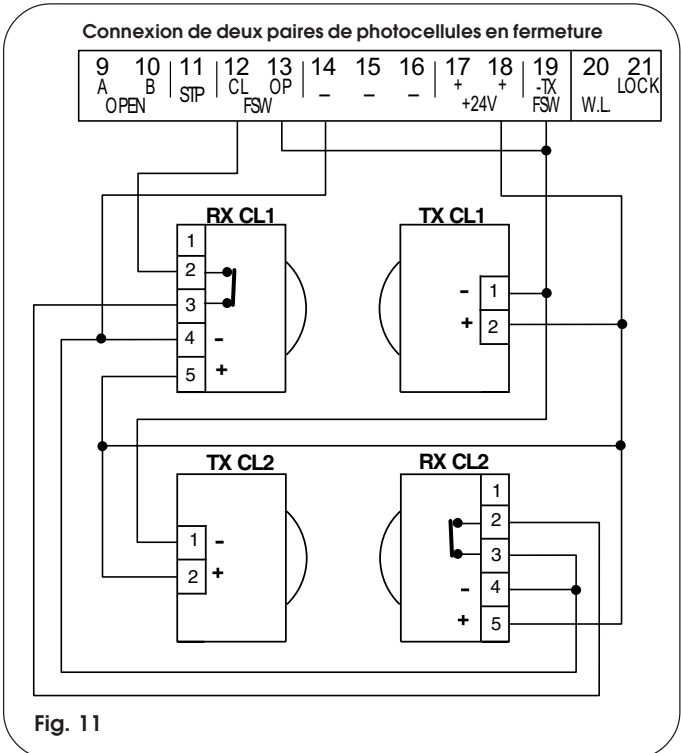 Connexion de deux paires de photocellules en fermeture
9 10 11 12 13 14 15 16 17 18 19 20 21
A B STP CL OP – – – + + -TX LOCK
OPEN FSW +24V FSW W.L.
RX CL1 TX CL1
1
2
3
4 -
5 +
- 1
+ 2
TX CL2 RX CL2
1 -
2 +
1
2
3
- 4
+ 5
Fig. 11